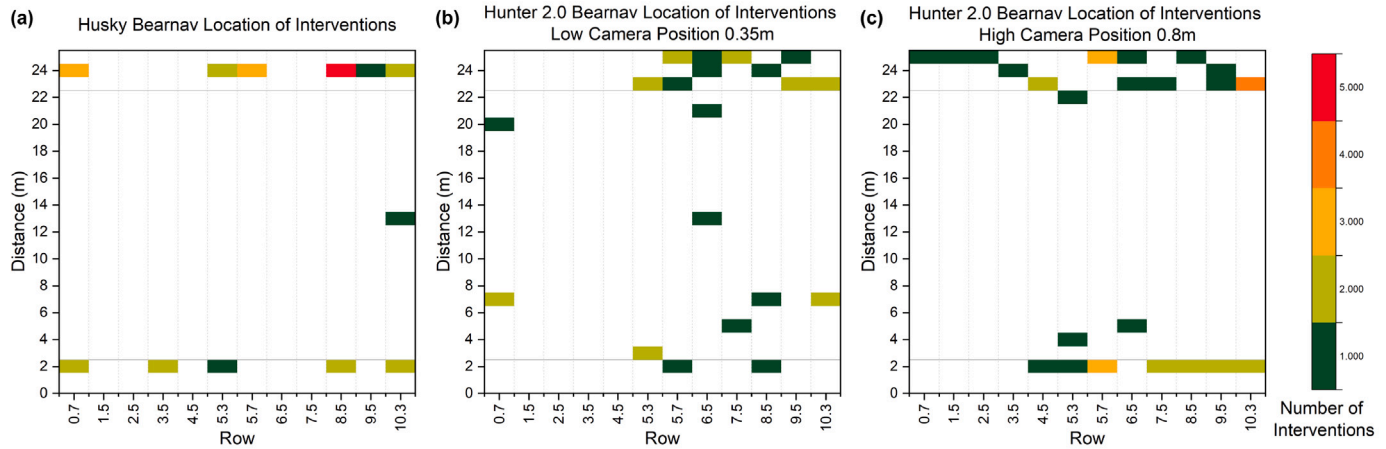 (a)
Husky Bearnav Location of Interventions
Distance (m)
24
22
20
18
16
14
12
10
8
6
4
2
0
0.7 1.5 2.5 3.5 4.5 5.3 5.7 6.5 7.5 8.5 9.5 10.3
Row
(b)
Hunter 2.0 Bearnav Location of Interventions
Low Camera Position 0.35m
Distance (m)
24
22
20
18
16
14
12
10
8
6
4
2
0
0.7 1.5 2.5 3.5 4.5 5.3 5.7 6.5 7.5 8.5 9.5 10.3
Row
(c)
Hunter 2.0 Bearnav Location of Interventions
High Camera Position 0.8m
Distance (m)
24
22
20
18
16
14
12
10
8
6
4
2
0
0.7 1.5 2.5 3.5 4.5 5.3 5.7 6.5 7.5 8.5 9.5 10.3
Row
5.000
4.000
3.000
2.000
1.000
Number of
Interventions